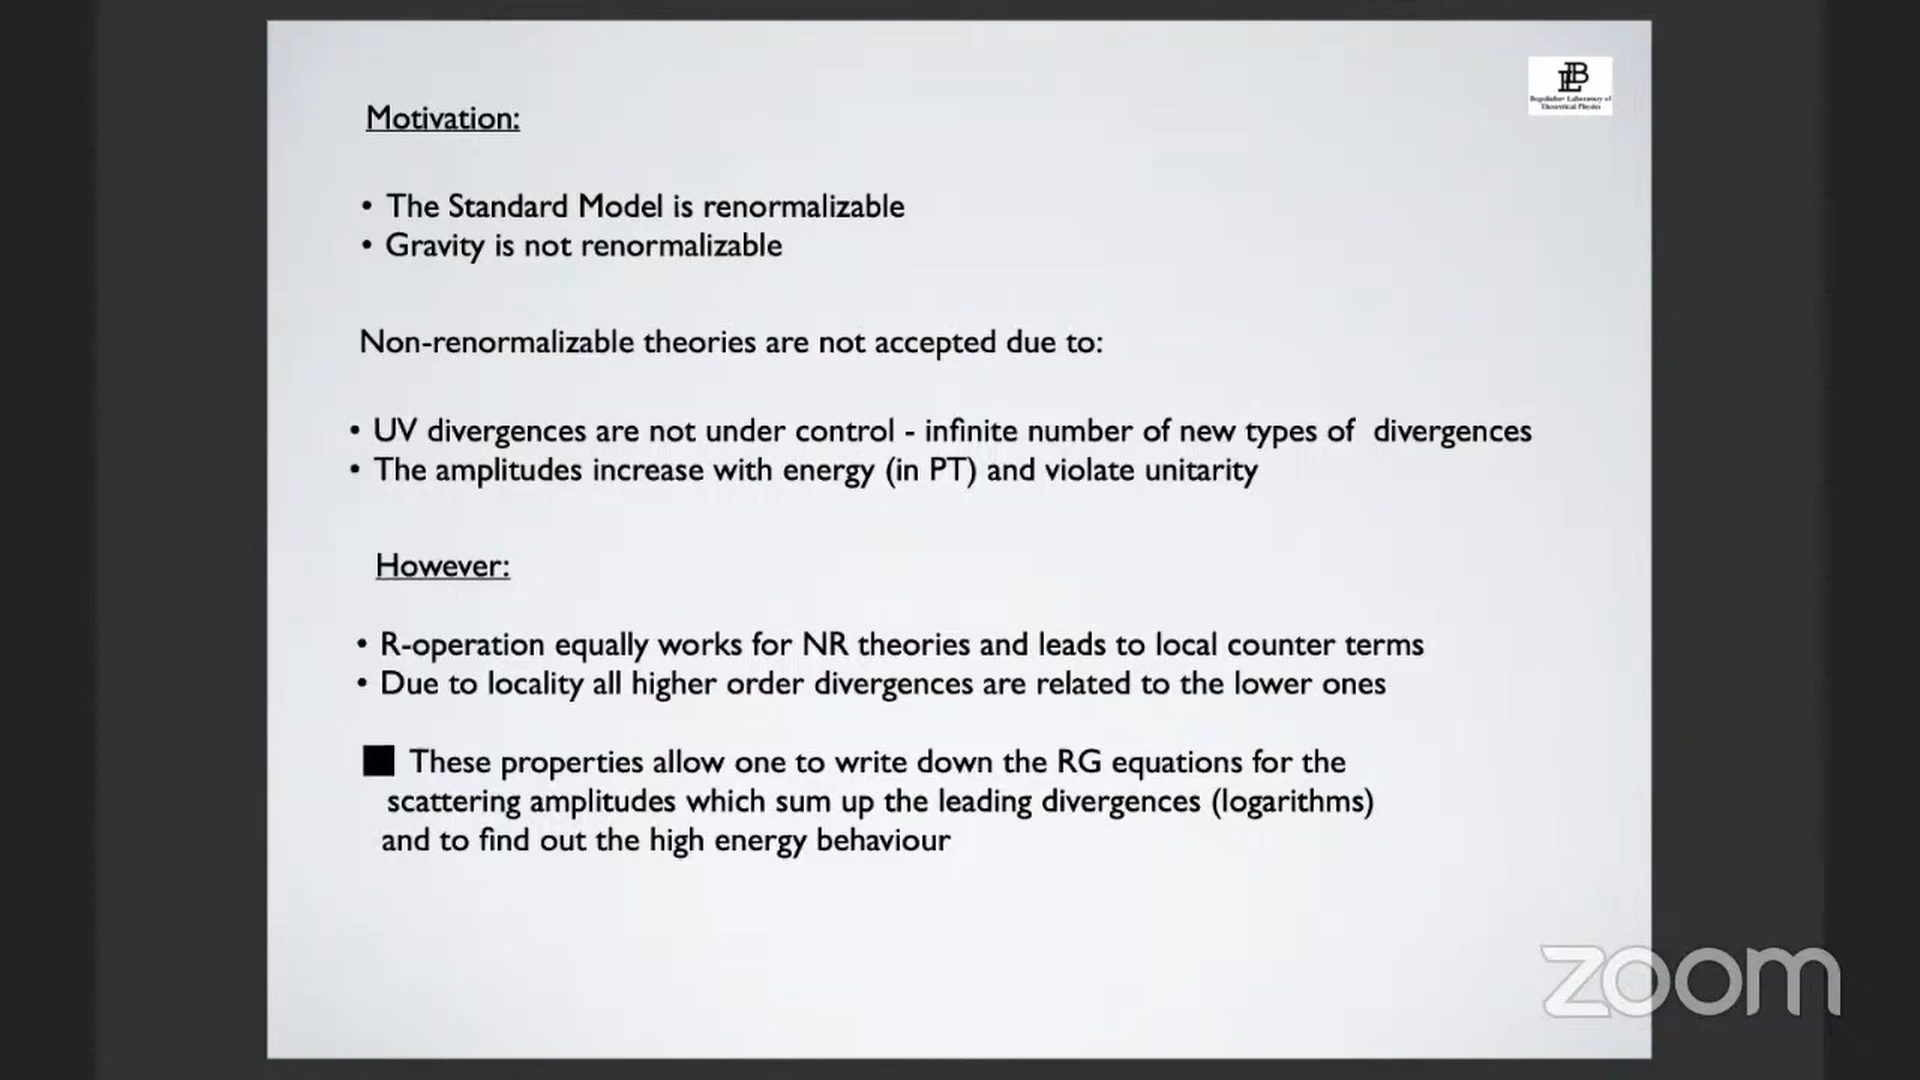 Bogoliubov Laboratory of
Theoretical Physics
Motivation:
• The Standard Model is renormalizable
• Gravity is not renormalizable
Non-renormalizable theories are not accepted due to:
• UV divergences are not under control - infinite number of new types of divergences
• The amplitudes increase with energy (in PT) and violate unitarity
However:
• R-operation equally works for NR theories and leads to local counter terms
• Due to locality all higher order divergences are related to the lower ones
■ These properties allow one to write down the RG equations for the
scattering amplitudes which sum up the leading divergences (logarithms)
and to find out the high energy behaviour
zoom